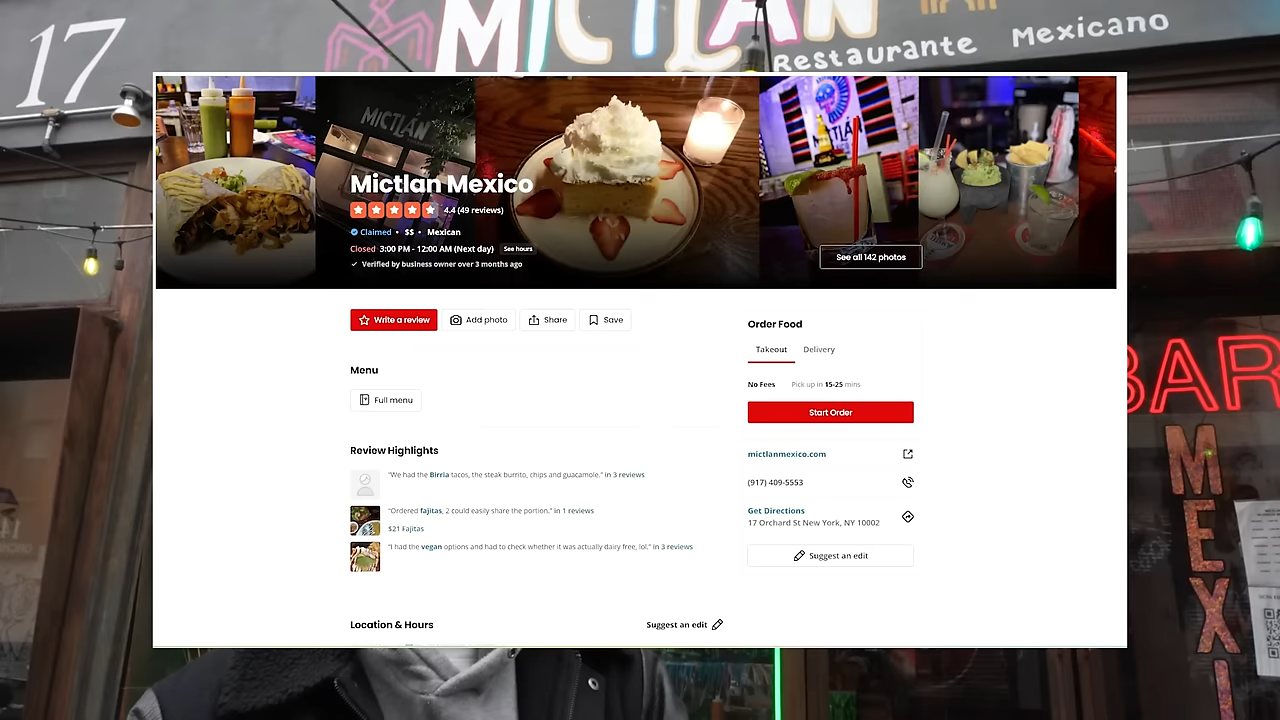 17
MICTLAN
Restaurante Mexicano
MICTLAN
MICTLAN
Mictlan Mexico
4.4 (49 reviews)
Claimed • $$ • Mexican
Closed 3:00 PM - 12:00 AM (Next day) See hours
Verified by business owner over 3 months ago
See all 142 photos
Write a review Add photo Share Save
Menu
Full menu
Review Highlights
"We had the Birria tacos, the steak burrito, chips and guacamole." in 3 reviews
"Ordered fajitas, 2 could easily share the portion," in 1 reviews
$21 Fajitas
"I had the vegan options and had to check whether it was actually dairy free, lol." in 3 reviews
Location & Hours
Suggest an edit
Order Food
Takeout Delivery
No Fees Pick up in 15-25 mins
Start Order
mictlanmexico.com
(917) 409-5553
Get Directions
17 Orchard St New York, NY 10002
Suggest an edit
BAR
MEXI